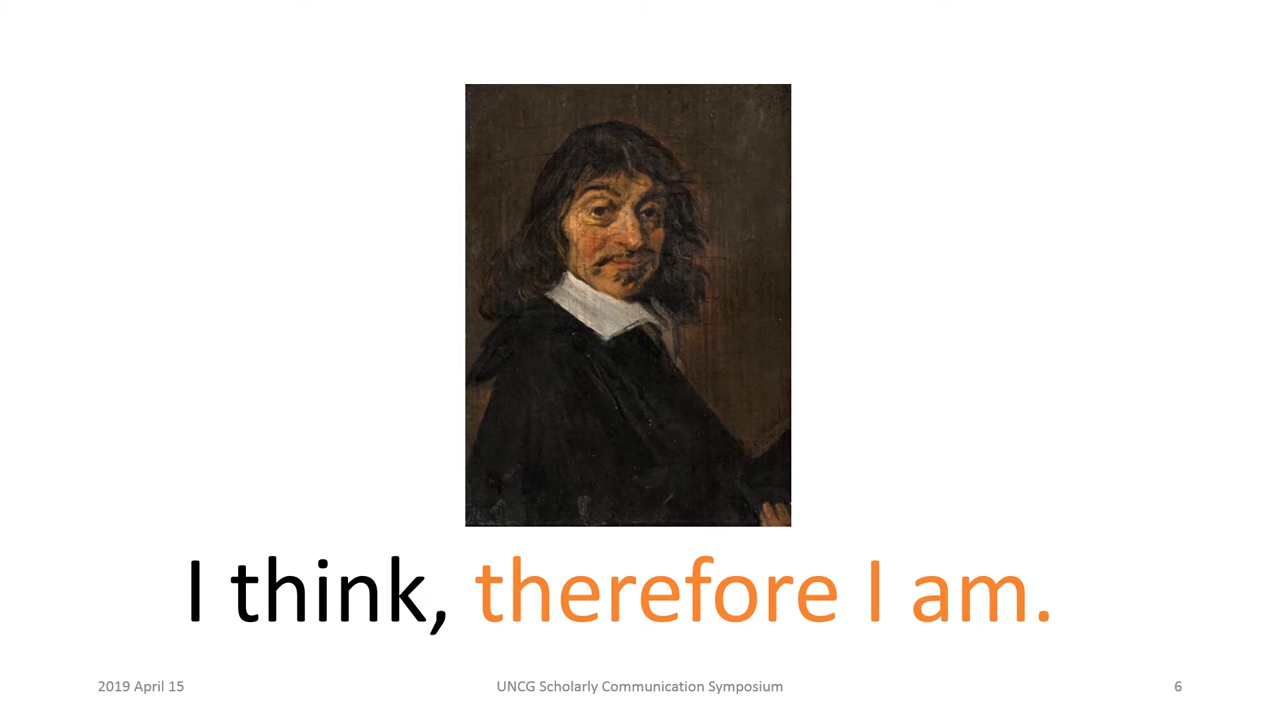 I think, therefore I am.
2019 April 15
UNCG Scholarly Communication Symposium
6